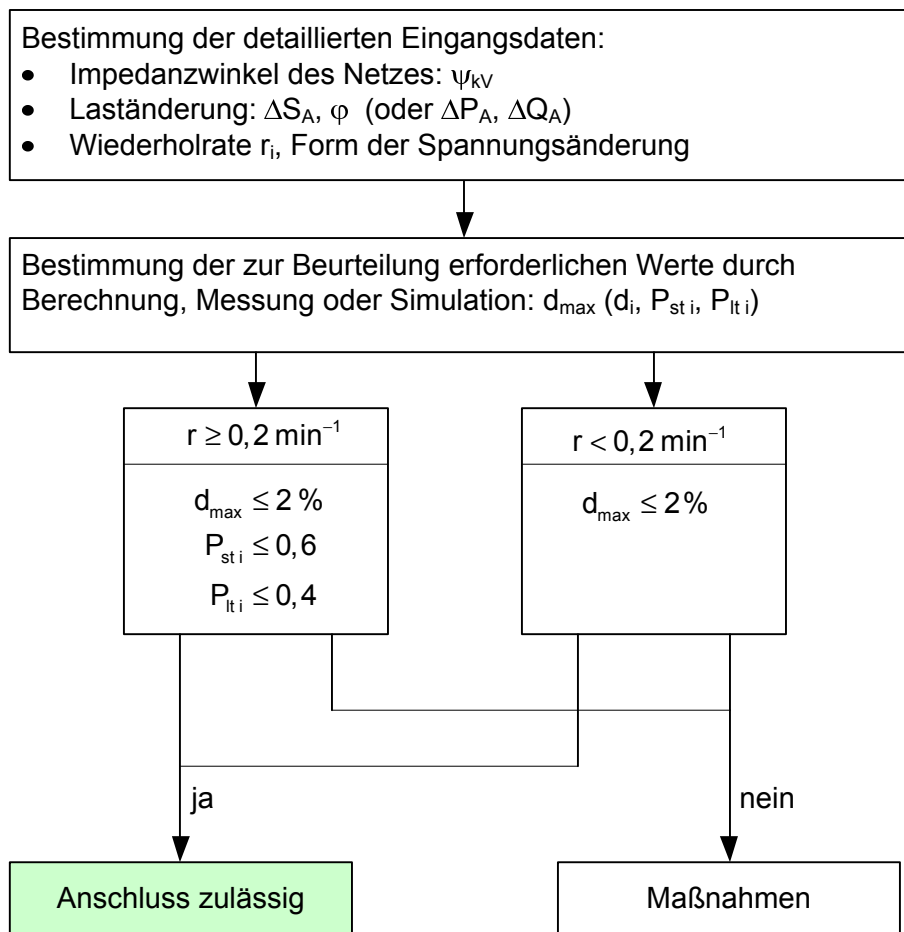 Bestimmung der detaillierten Eingangsdaten:
• Impedanzwinkel des Netzes: ψkV
• Laständerung: ΔSA, φ (oder ΔPA, ΔQA)
• Wiederholrate ri, Form der Spannungsänderung
Bestimmung der zur Beurteilung erforderlichen Werte durch
Berechnung, Messung oder Simulation: dmax (di, Pst i, Plt i)
r ≥ 0,2 min⁻¹
dmax ≤ 2 %
Pst i ≤ 0,6
Plt i ≤ 0,4
r < 0,2 min⁻¹
dmax ≤ 2%
ja
nein
Anschluss zulässig
Maßnahmen